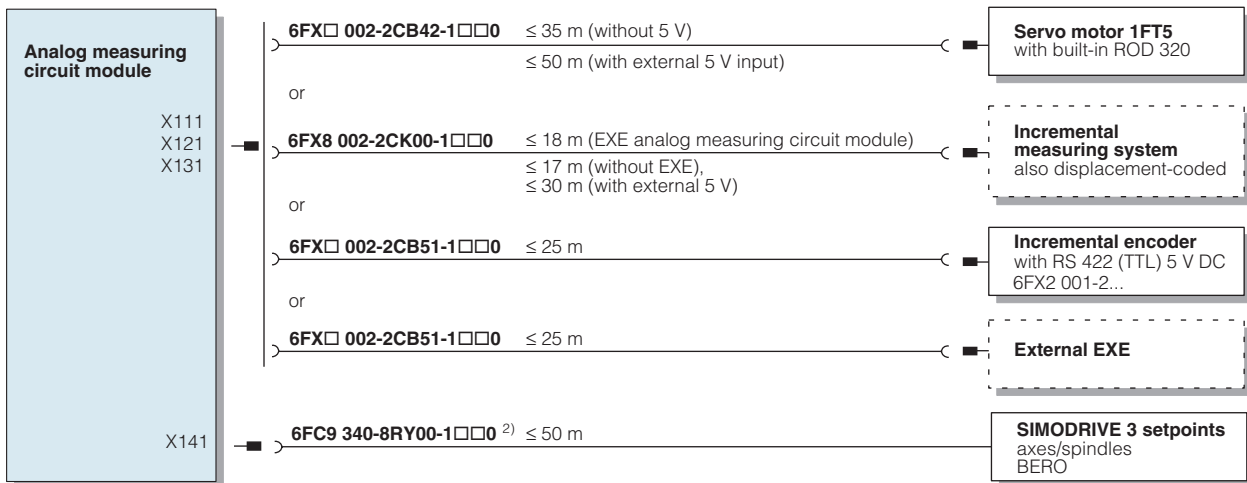 Analog measuring
circuit module
X111
X121
X131
X141
6FX□ 002-2CB42-1□□0 ≤ 35 m (without 5 V)
≤ 50 m (with external 5 V input)
Servo motor 1FT5
with built-in ROD 320
or
6FX8 002-2CK00-1□□0 ≤ 18 m (EXE analog measuring circuit module)
≤ 17 m (without EXE),
≤ 30 m (with external 5 V)
Incremental
measuring system
also displacement-coded
or
6FX□ 002-2CB51-1□□0 ≤ 25 m
Incremental encoder
with RS 422 (TTL) 5 V DC
6FX2 001-2...
or
6FX□ 002-2CB51-1□□0 ≤ 25 m
External EXE
6FC9 340-8RY00-1□□0 2) ≤ 50 m
SIMODRIVE 3 setpoints
axes/spindles
BERO